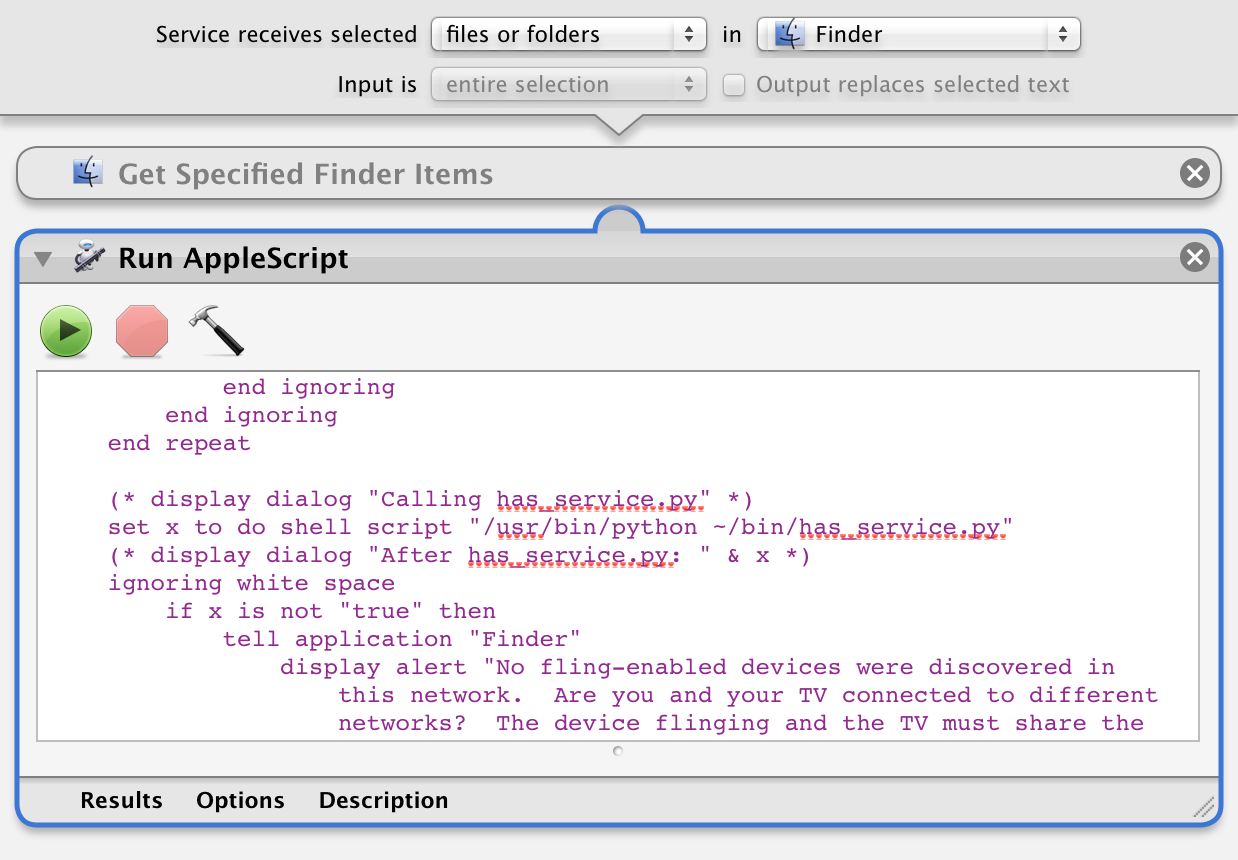 Service receives selected files or folders in Finder
Input is entire selection Output replaces selected text
Get Specified Finder Items
Run AppleScript
end ignoring
end ignoring
end repeat
(* display dialog "Calling has_service.py" *)
set x to do shell script "/usr/bin/python ~/bin/has_service.py"
(* display dialog "After has_service.py: " & x *)
ignoring white space
if x is not "true" then
tell application "Finder"
display alert "No fling-enabled devices were discovered in
this network.  Are you and your TV connected to different
networks?  The device flinging and the TV must share the
Results Options Description